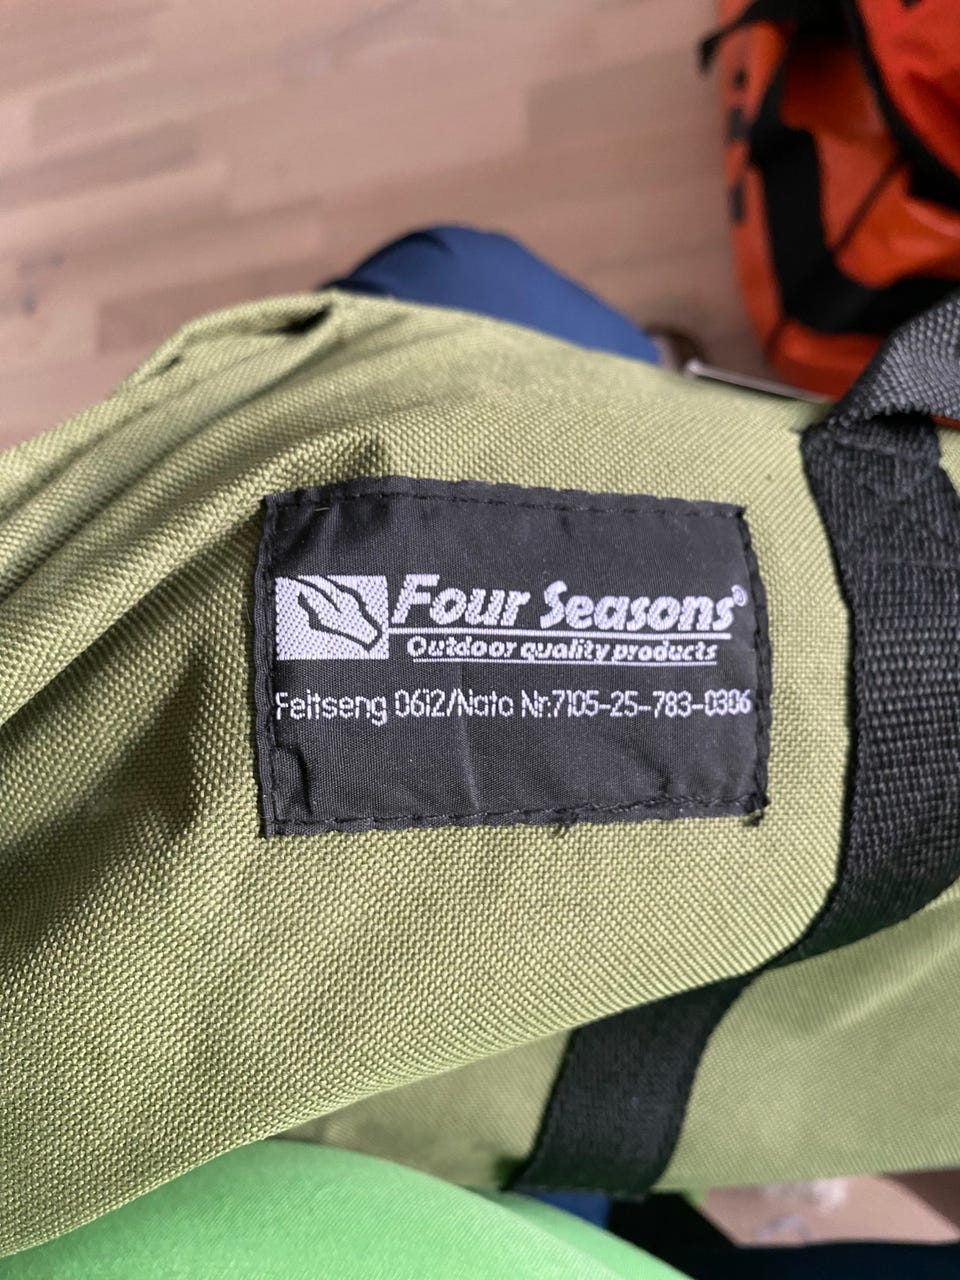 Four Seasons®
Outdoor quality products
Feltseng 0612/Nato Nr.7105-25-783-0306